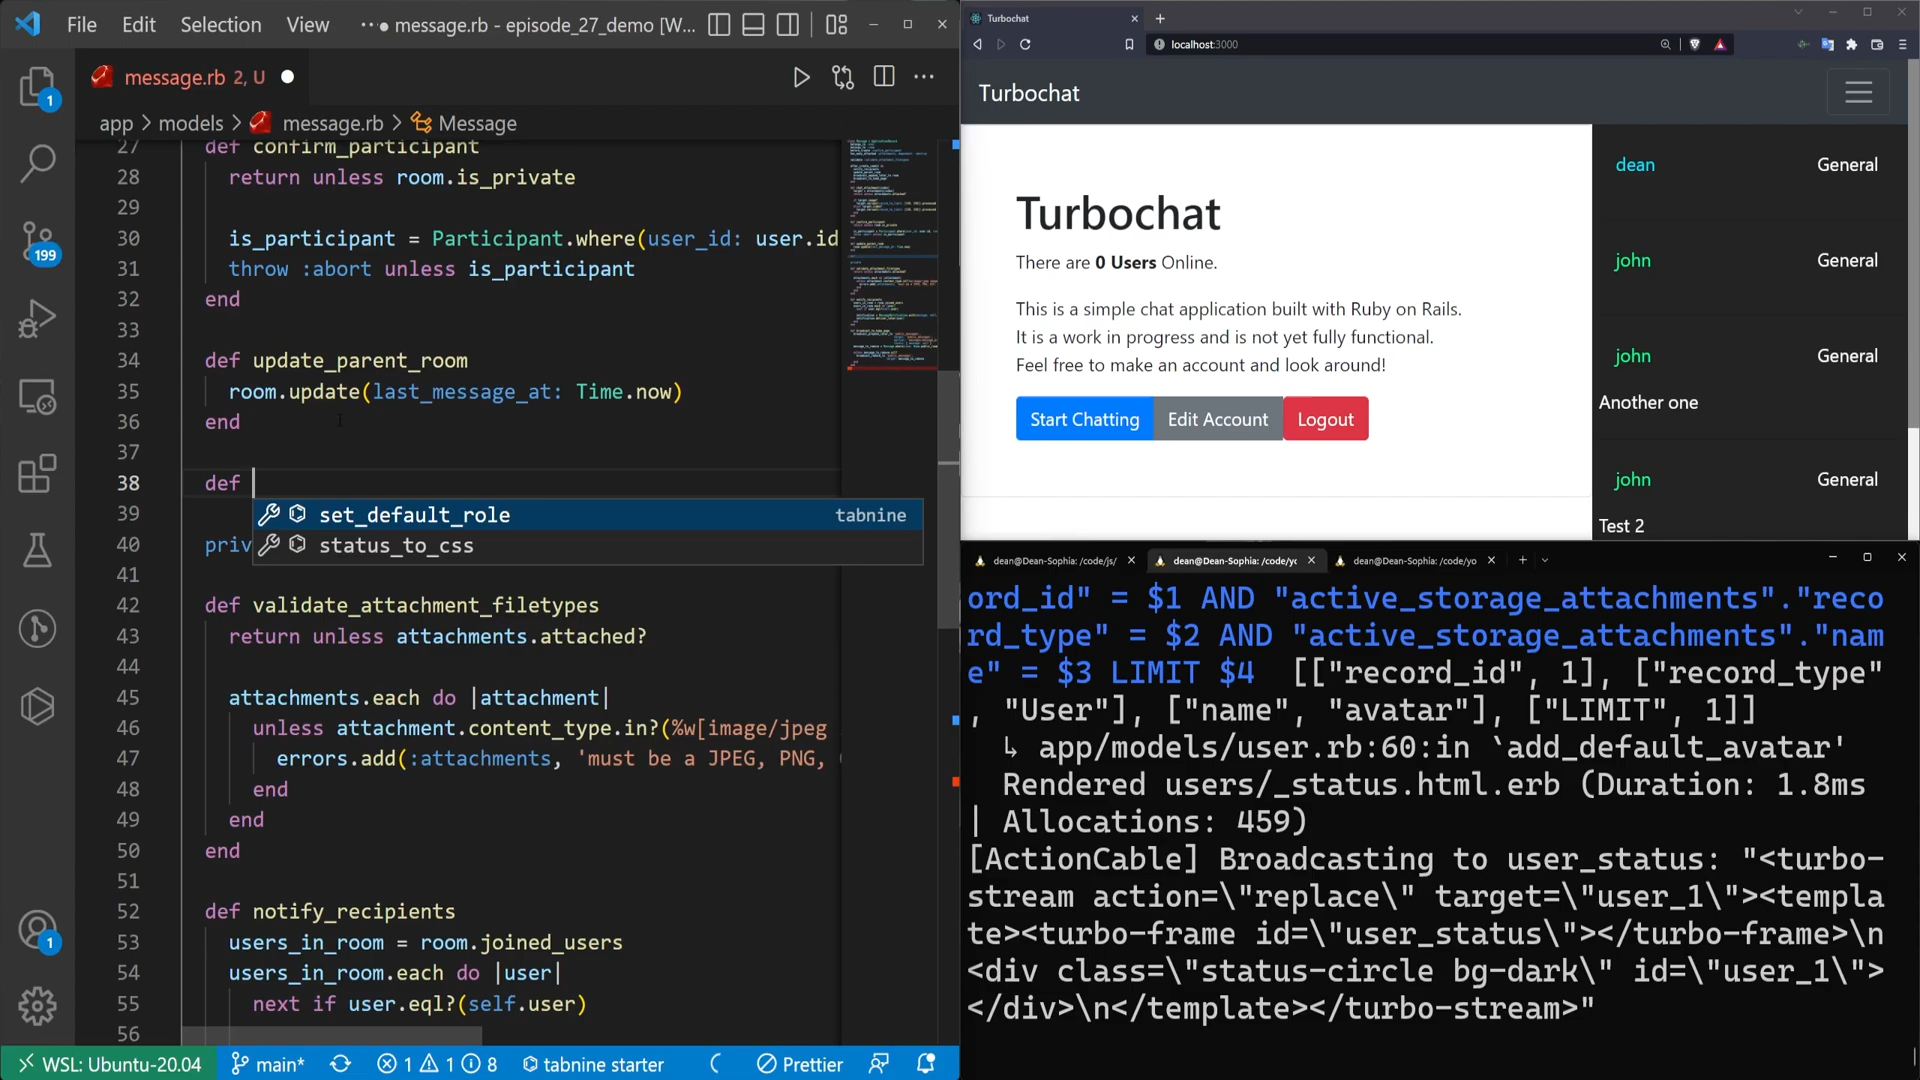 File Edit Selection View ··· ● message.rb - episode_27_demo [W...
message.rb 2, U ●
app > models > message.rb > Message
27 def confirm_participant
28 return unless room.is_private
29
30 is_participant = Participant.where(user_id: user.id
31 throw :abort unless is_participant
32 end
33
34 def update_parent_room
35 room.update(last_message_at: Time.now)
36 end
37
38 def
39
set_default_role tabnine
status_to_css
40 priv
41
42 def validate_attachment_filetypes
43 return unless attachments.attached?
44
45 attachments.each do |attachment|
46 unless attachment.content_type.in?(%w[image/jpeg
47 errors.add(:attachments, 'must be a JPEG, PNG,
48 end
49 end
50 end
51
52 def notify_recipients
53 users_in_room = room.joined_users
54 users_in_room.each do |user|
55 next if user.eql?(self.user)
56
1
199
1
WSL: Ubuntu-20.04 main* 1 1 8 tabnine starter Prettier
Turbochat
localhost:3000
Turbochat
Turbochat
There are 0 Users Online.
This is a simple chat application built with Ruby on Rails.
It is a work in progress and is not yet fully functional.
Feel free to make an account and look around!
Start Chatting Edit Account Logout
dean General
john General
john General
Another one
john General
Test 2
dean@Dean-Sophia: /code/js/ dean@Dean-Sophia: /code/yc dean@Dean-Sophia: /code/yo
ord_id" = $1 AND "active_storage_attachments"."reco
rd_type" = $2 AND "active_storage_attachments"."nam
e" = $3 LIMIT $4 [["record_id", 1], ["record_type"
, "User"], ["name", "avatar"], ["LIMIT", 1]]
↳ app/models/user.rb:60:in `add_default_avatar'
Rendered users/_status.html.erb (Duration: 1.8ms
| Allocations: 459)
[ActionCable] Broadcasting to user_status: "<turbo-
stream action=\"replace\" target=\"user_1\"><templa
te><turbo-frame id=\"user_status\"></turbo-frame>\n
<div class=\"status-circle bg-dark\" id=\"user_1\">
</div>\n</template></turbo-stream>"